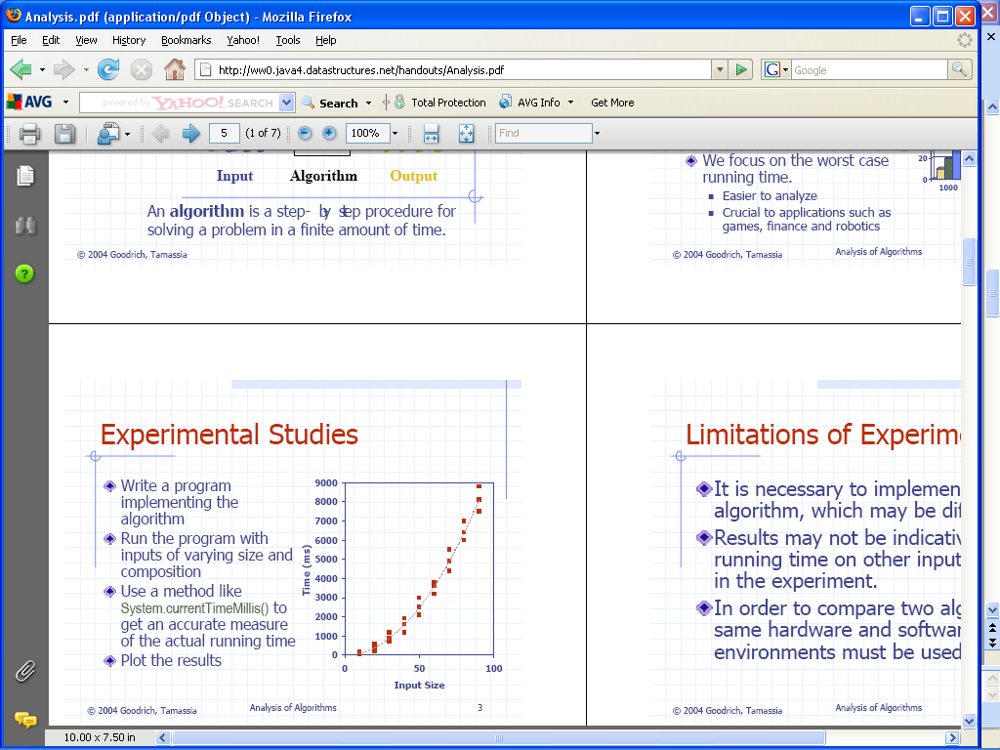 Analysis.pdf (application/pdf Object) - Mozilla Firefox
File Edit View History Bookmarks Yahoo! Tools Help
http://ww0.java4.datastructures.net/handouts/Analysis.pdf
Google
AVG powered by YAHOO! SEARCH Search Total Protection AVG Info Get More
5 (1 of 7) 100% Find
Input Algorithm Output
An algorithm is a step- by step procedure for
solving a problem in a finite amount of time.
© 2004 Goodrich, Tamassia
We focus on the worst case
running time.
Easier to analyze
Crucial to applications such as
games, finance and robotics
20
0
1000
© 2004 Goodrich, Tamassia Analysis of Algorithms
Experimental Studies
Write a program
implementing the
algorithm
Run the program with
inputs of varying size and
composition
Use a method like
System.currentTimeMillis() to
get an accurate measure
of the actual running time
Plot the results
9000
8000
7000
6000
5000
4000
3000
2000
1000
0
Time (ms)
0 50 100
Input Size
© 2004 Goodrich, Tamassia Analysis of Algorithms 3
Limitations of Experim
It is necessary to implemen
algorithm, which may be dif
Results may not be indicativ
running time on other input
in the experiment.
In order to compare two alg
same hardware and softwar
environments must be used
© 2004 Goodrich, Tamassia Analysis of Algorithms
10.00 x 7.50 in